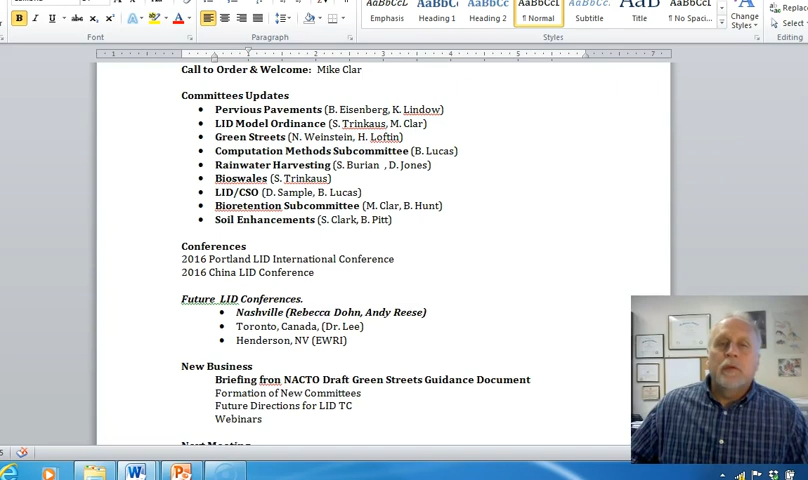 Emphasis
Heading 1
Heading 2
¶ Normal
Subtitle
Title
¶ No Spaci...
Change
Styles
Font
Paragraph
Styles
Editing
Replace
Select
Call to Order & Welcome: Mike Clar
Committees Updates
• Pervious Pavements (B. Eisenberg, K. Lindow)
• LID Model Ordinance (S. Trinkaus, M. Clar)
• Green Streets (N. Weinstein, H. Loftin)
• Computation Methods Subcommittee (B. Lucas)
• Rainwater Harvesting (S. Burian , D. Jones)
• Bioswales (S. Trinkaus)
• LID/CSO (D. Sample, B. Lucas)
• Bioretention Subcommittee (M. Clar, B. Hunt)
• Soil Enhancements (S. Clark, B. Pitt)
Conferences
2016 Portland LID International Conference
2016 China LID Conference
Future LID Conferences.
• Nashville (Rebecca Dohn, Andy Reese)
• Toronto, Canada, (Dr. Lee)
• Henderson, NV (EWRI)
New Business
Briefing fron NACTO Draft Green Streets Guidance Document
Formation of New Committees
Future Directions for LID TC
Webinars
Next Meeting